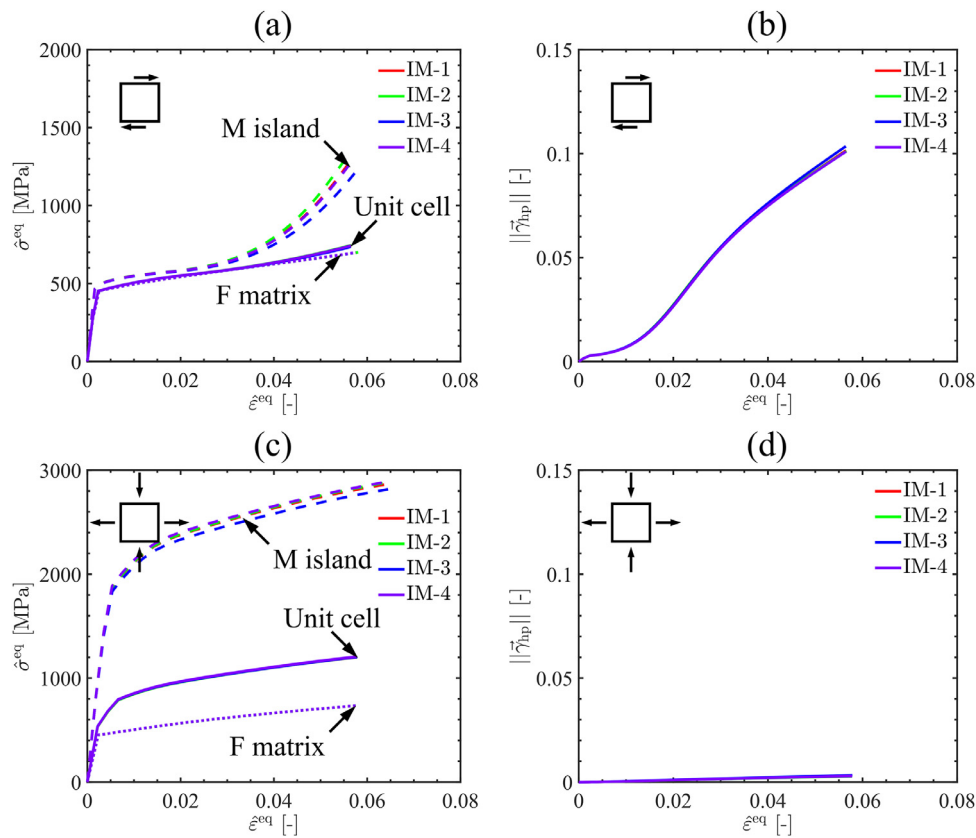 (a)
2000
1500
1000
500
0
σ̂^eq [MPa]
IM-1
IM-2
IM-3
IM-4
M island
Unit cell
F matrix
0 0.02 0.04 0.06 0.08
ε̂^eq [-]
(b)
0.15
0.1
0.05
0
||γ⃗_hp|| [-]
IM-1
IM-2
IM-3
IM-4
0 0.02 0.04 0.06 0.08
ε̂^eq [-]
(c)
3000
2000
1000
0
σ̂^eq [MPa]
IM-1
IM-2
IM-3
IM-4
M island
Unit cell
F matrix
0 0.02 0.04 0.06 0.08
ε̂^eq [-]
(d)
0.15
0.1
0.05
0
||γ⃗_hp|| [-]
IM-1
IM-2
IM-3
IM-4
0 0.02 0.04 0.06 0.08
ε̂^eq [-]